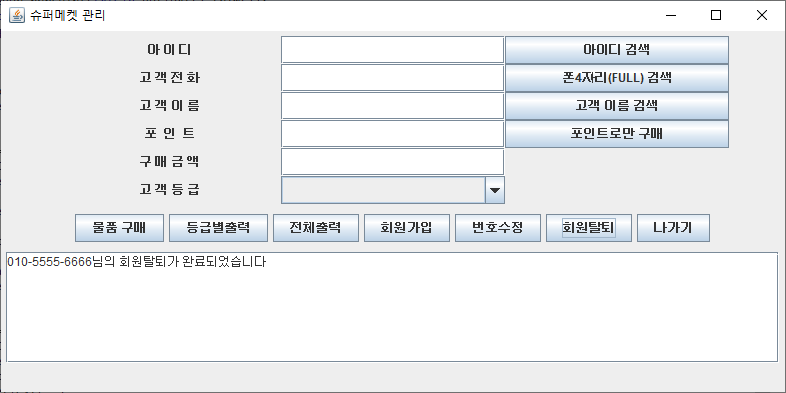 슈퍼메켓 관리
아 이 디 아이디 검색
고 객 전 화 폰4자리(FULL) 검색
고 객 이 름 고객 이름 검색
포 인 트 포인트로만 구매
구 매 금 액
고 객 등 급
물품 구매 등급별출력 전체출력 회원가입 번호수정 회원탈퇴 나가기
010-5555-6666님의 회원탈퇴가 완료되었습니다